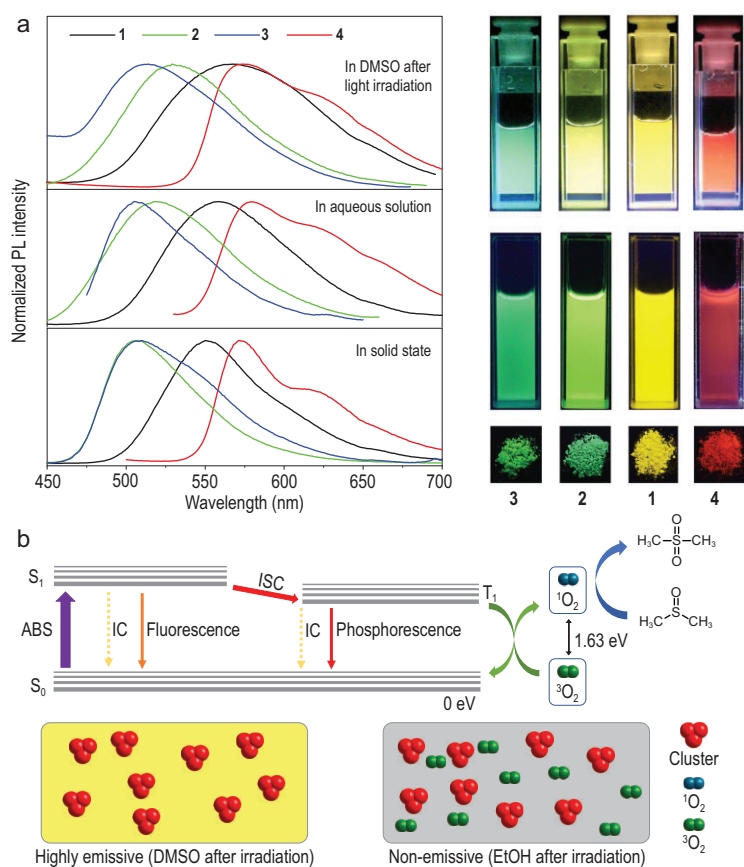 a
1 2 3 4
In DMSO after
light irradiation
In aqueous solution
In solid state
Normalized PL intensity
450 500 550 600 650 700
Wavelength (nm)
3 2 1 4
b
S1
ISC
T1
ABS
IC
Fluorescence
IC
Phosphorescence
S0
0 eV
1O2
1.63 eV
3O2
O
H3C S CH3
O
O
H3C S CH3
Cluster
1O2
3O2
Highly emissive (DMSO after irradiation)
Non-emissive (EtOH after irradiation)